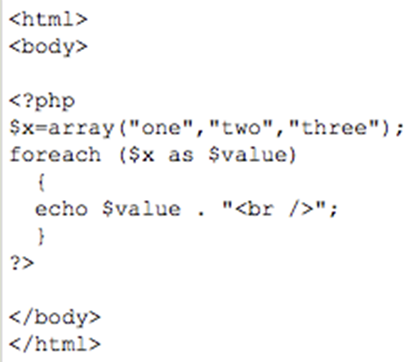 <html>
<body>

<?php
$x=array("one","two","three");
foreach ($x as $value)
  {
  echo $value . "<br />";
  }
?>

</body>
</html>